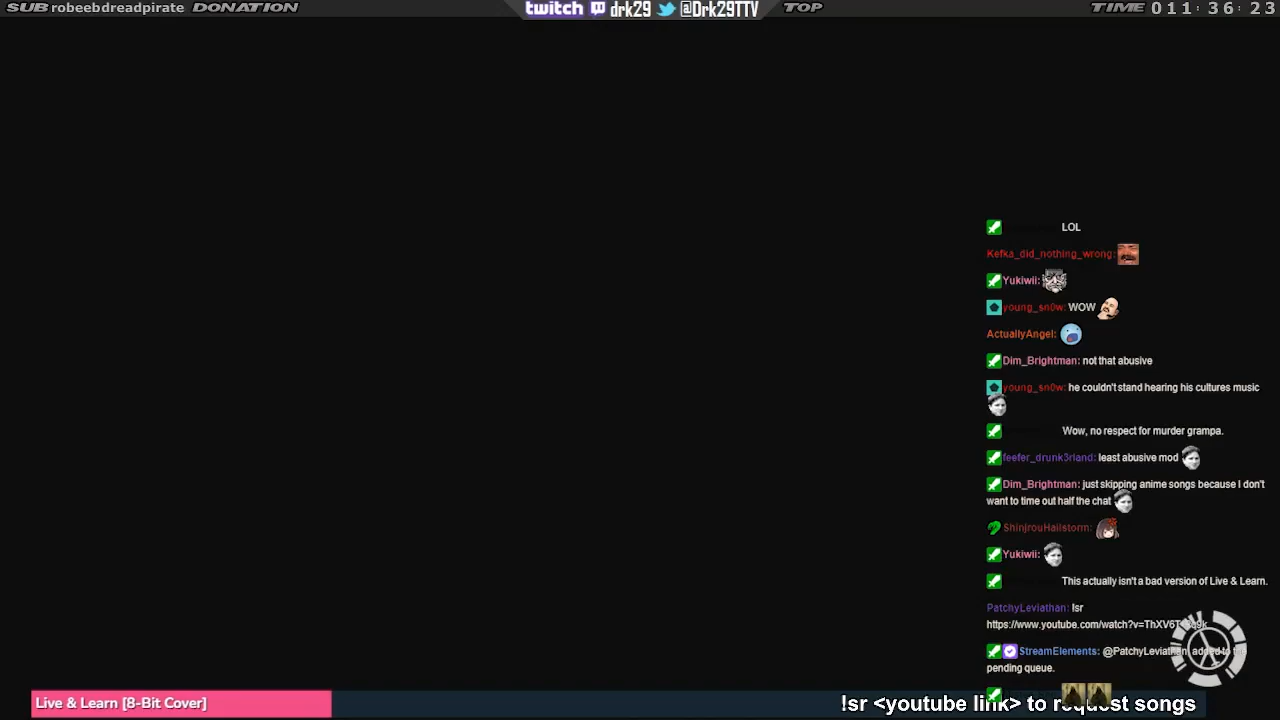 SUB robeebdreadpirate DONATION
twitch drk29 @Drk29TTV
TOP
TIME 011:36:23
LOL
Kefka_did_nothing_wrong:
Yukiwii:
young_sn0w: WOW
ActuallyAngel:
Dim_Brightman: not that abusive
young_sn0w: he couldn't stand hearing his cultures music
Wow, no respect for murder grampa.
feefer_drunk3rland: least abusive mod
Dim_Brightman: just skipping anime songs because I don't
want to time out half the chat
ShinjrouHailstorm:
Yukiwii:
This actually isn't a bad version of Live & Learn.
PatchyLeviathan: !sr
StreamElements: @PatchyLeviathan, added to the
pending queue.
Live & Learn [8-Bit Cover]
!sr <youtube link> to request songs